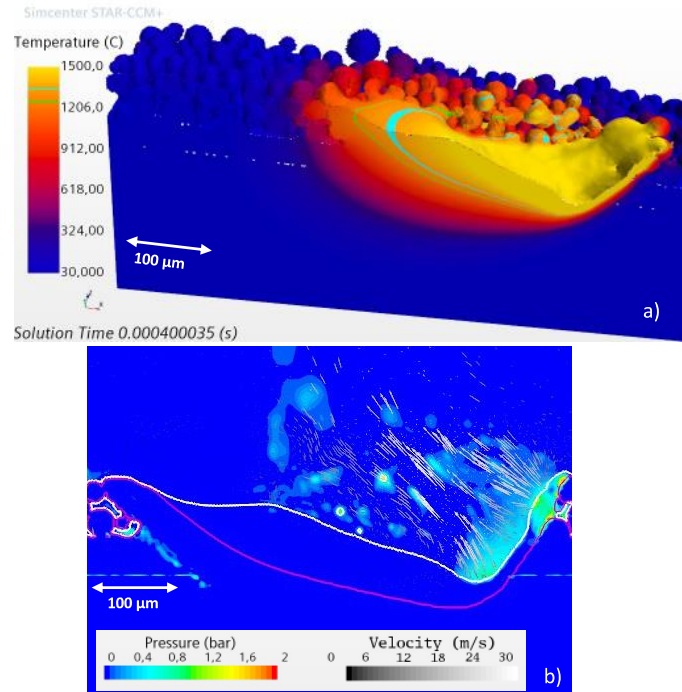 Simcenter STAR-CCM+
Temperature (C)
1500,0
1206,0
912,00
618,00
324,00
30,000
100 µm
x
a)
Solution Time 0.000400035 (s)
100 µm
Pressure (bar)
0 0,4 0,8 1,2 1,6 2
Velocity (m/s)
0 6 12 18 24 30
b)